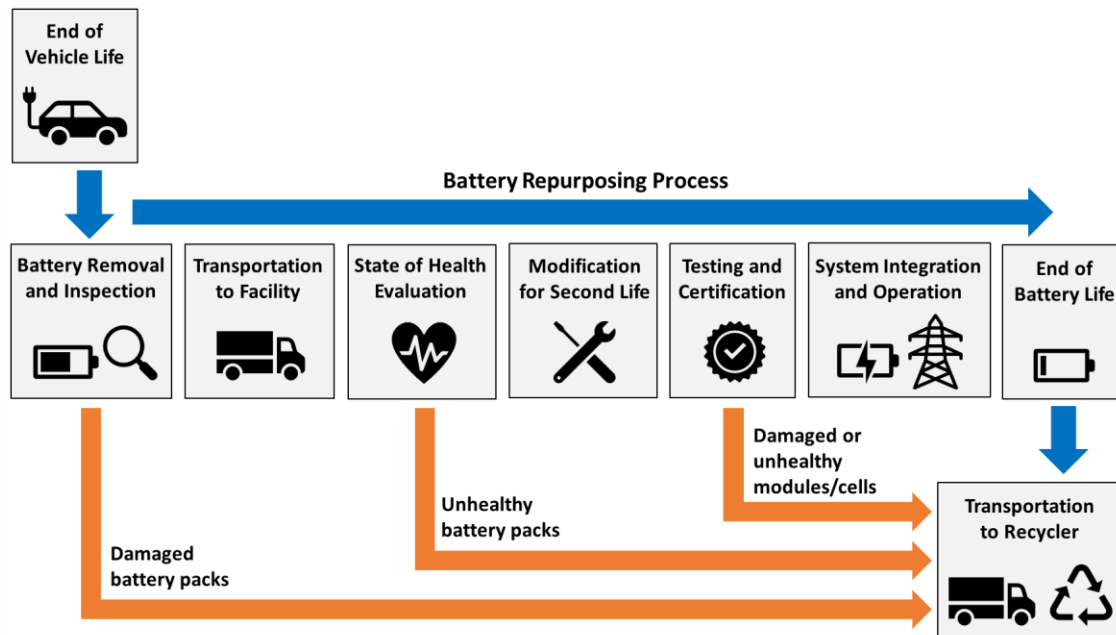 End of
Vehicle Life
Battery Repurposing Process
Battery Removal
and Inspection
Transportation
to Facility
State of Health
Evaluation
Modification
for Second Life
Testing and
Certification
System Integration
and Operation
End of
Battery Life
Damaged or
unhealthy
modules/cells
Unhealthy
battery packs
Damaged
battery packs
Transportation
to Recycler